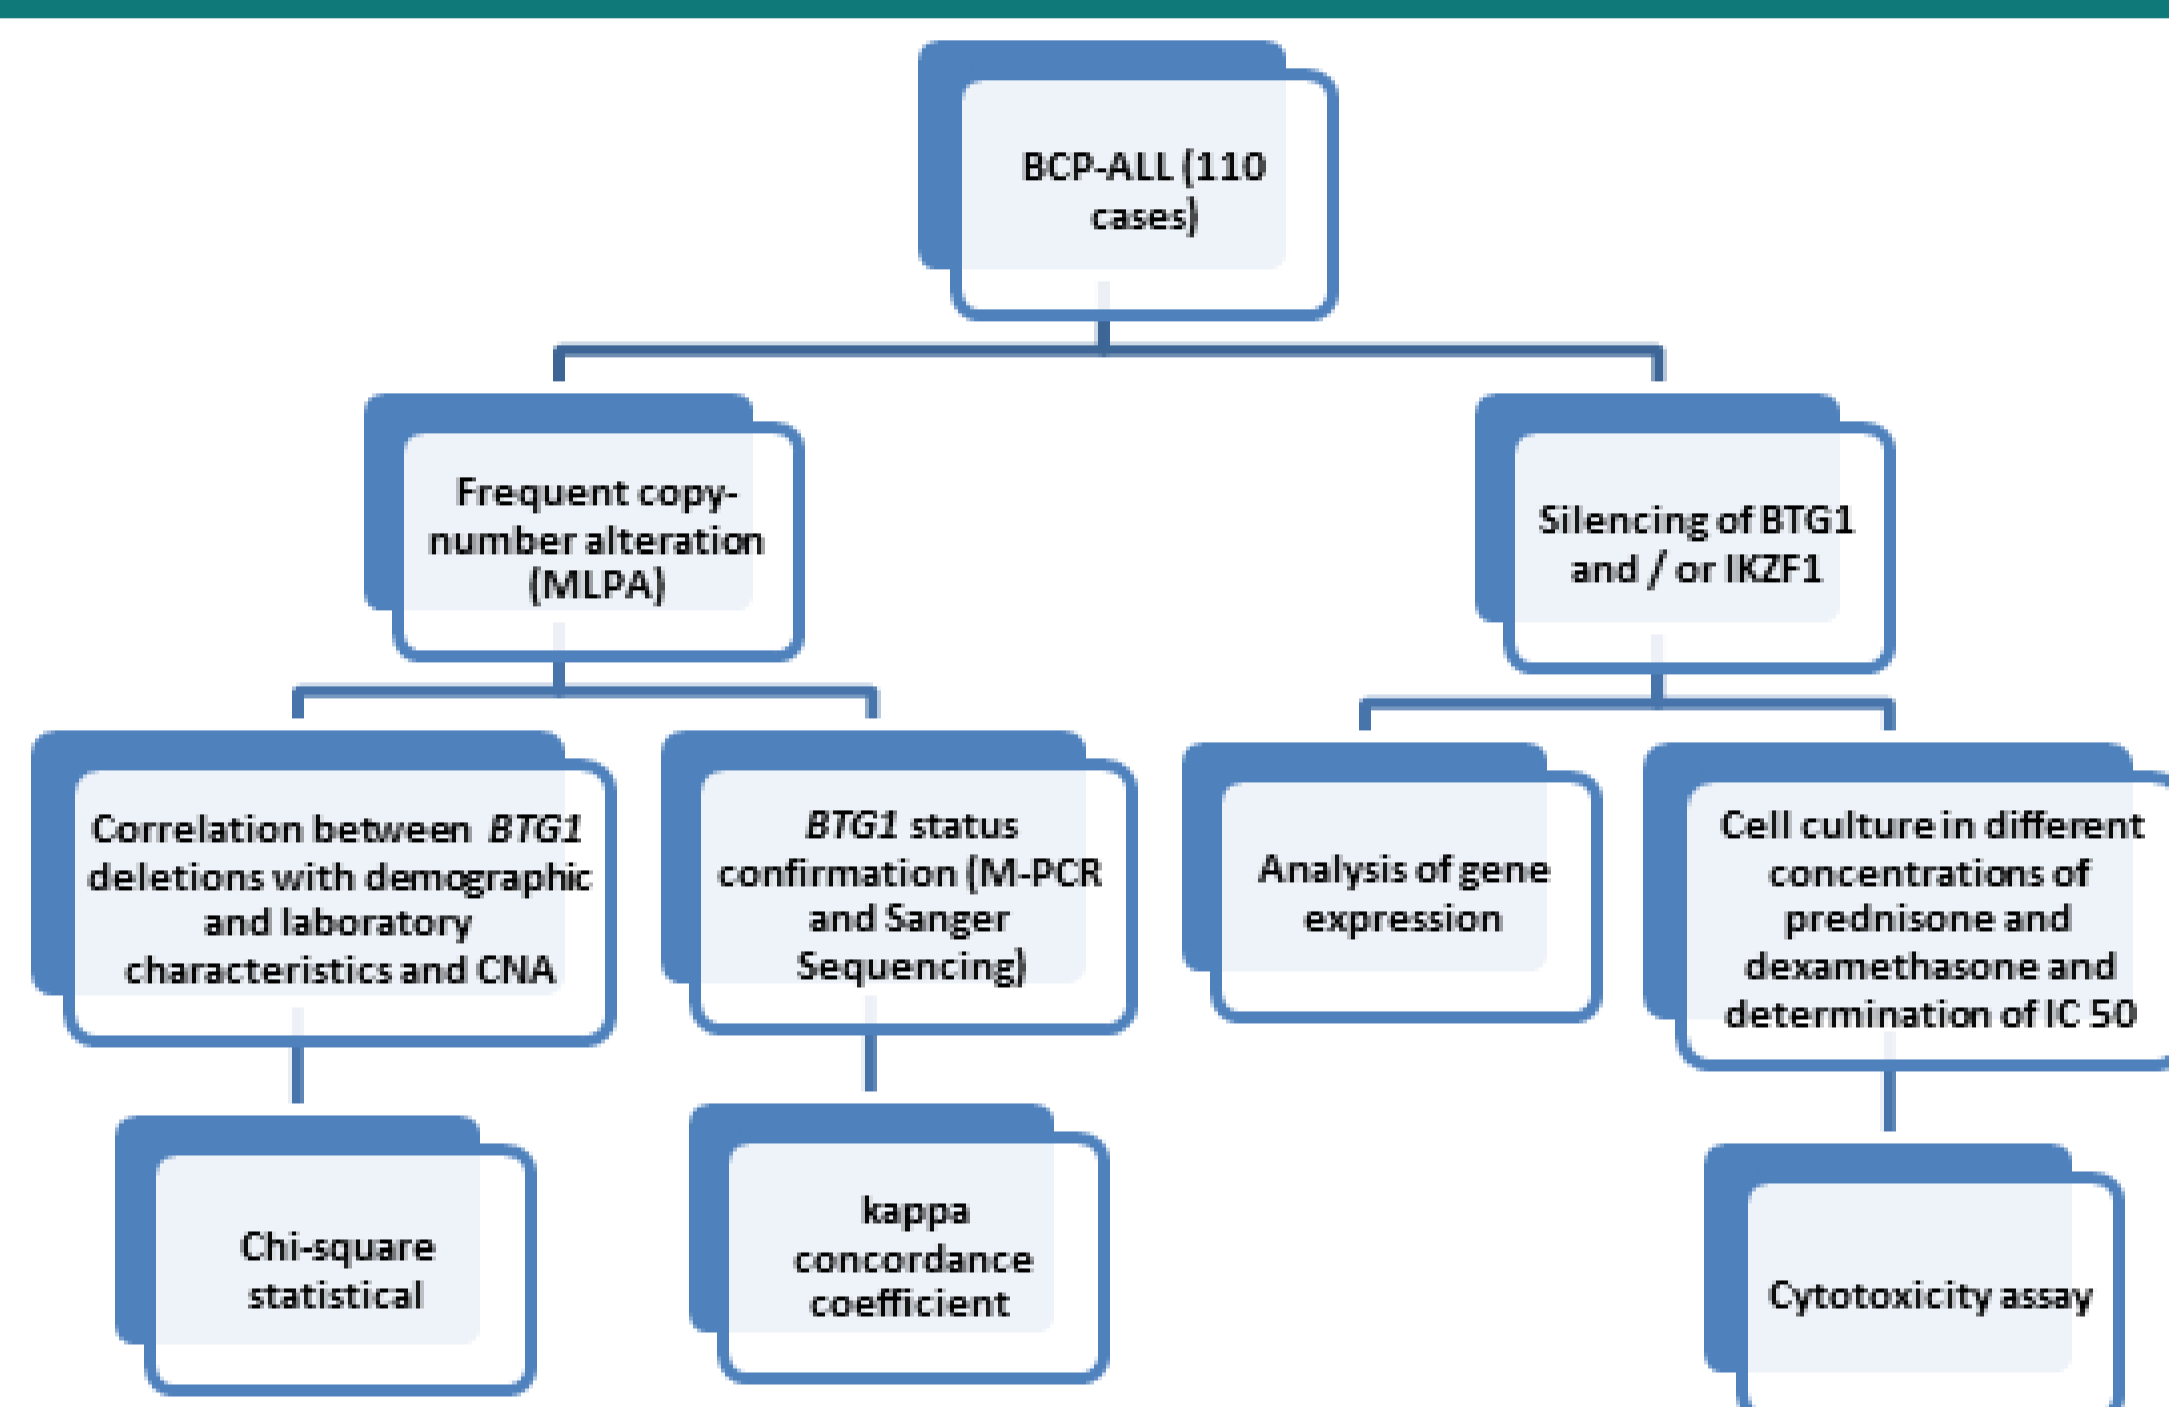 BCP-ALL (110
cases)
Frequent copy-
number alteration
(MLPA)
Silencing of BTG1
and / or IKZF1
Correlation between BTG1
deletions with demographic
and laboratory
characteristics and CNA
BTG1 status
confirmation (M-PCR
and Sanger
Sequencing)
Analysis of gene
expression
Cell culture in different
concentrations of
prednisone and
dexamethasone and
determination of IC 50
Chi-square
statistical
kappa
concordance
coefficient
Cytotoxicity assay